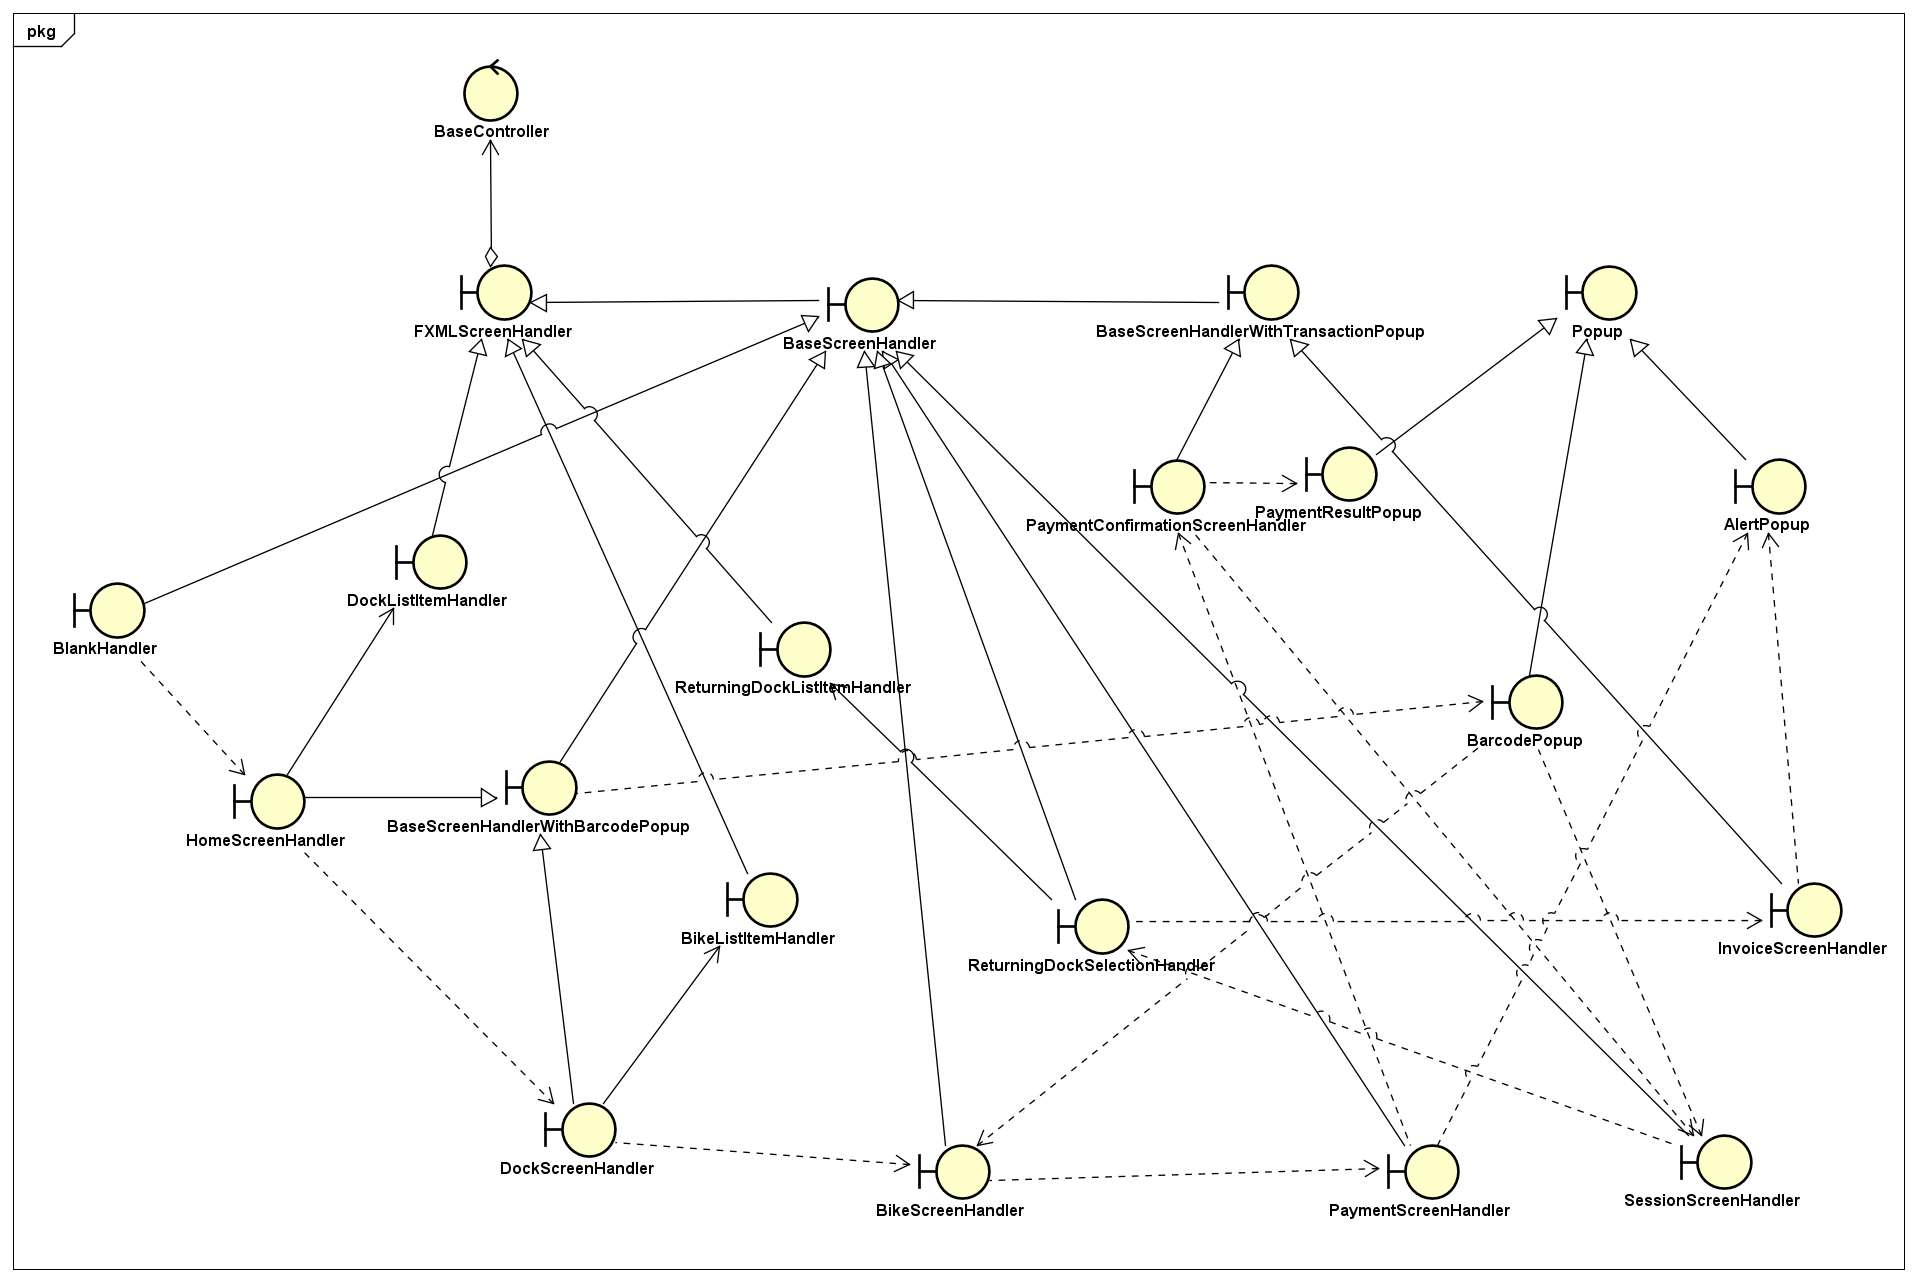 pkg
BaseController
FXMLScreenHandler
BaseScreenHandler
BaseScreenHandlerWithTransactionPopup
Popup
PaymentConfirmationScreenHandler
PaymentResultPopup
AlertPopup
DockListItemHandler
BlankHandler
ReturningDockListItemHandler
BarcodePopup
HomeScreenHandler
BaseScreenHandlerWithBarcodePopup
BikeListItemHandler
ReturningDockSelectionHandler
InvoiceScreenHandler
DockScreenHandler
BikeScreenHandler
PaymentScreenHandler
SessionScreenHandler